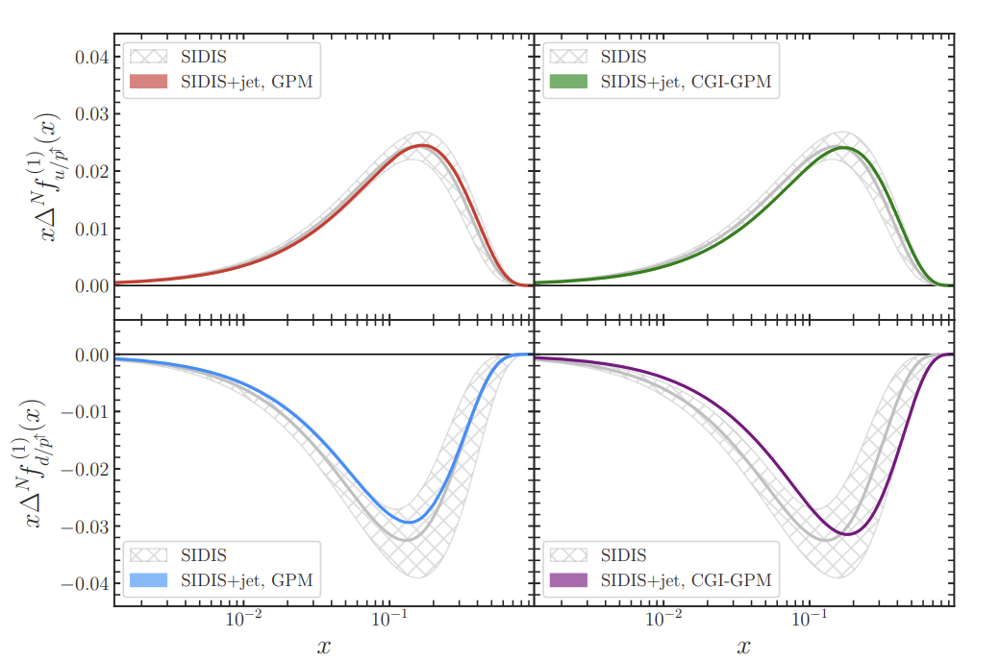 SIDIS
SIDIS+jet, GPM
SIDIS
SIDIS+jet, CGI-GPM
0.04
0.03
0.02
0.01
0.00
xΔ^N f^{(1)}_{u/p↑}(x)
0.00
−0.01
−0.02
−0.03
−0.04
xΔ^N f^{(1)}_{d/p↑}(x)
SIDIS
SIDIS+jet, GPM
SIDIS
SIDIS+jet, CGI-GPM
10^{−2} 10^{−1} 10^{−2} 10^{−1}
x x